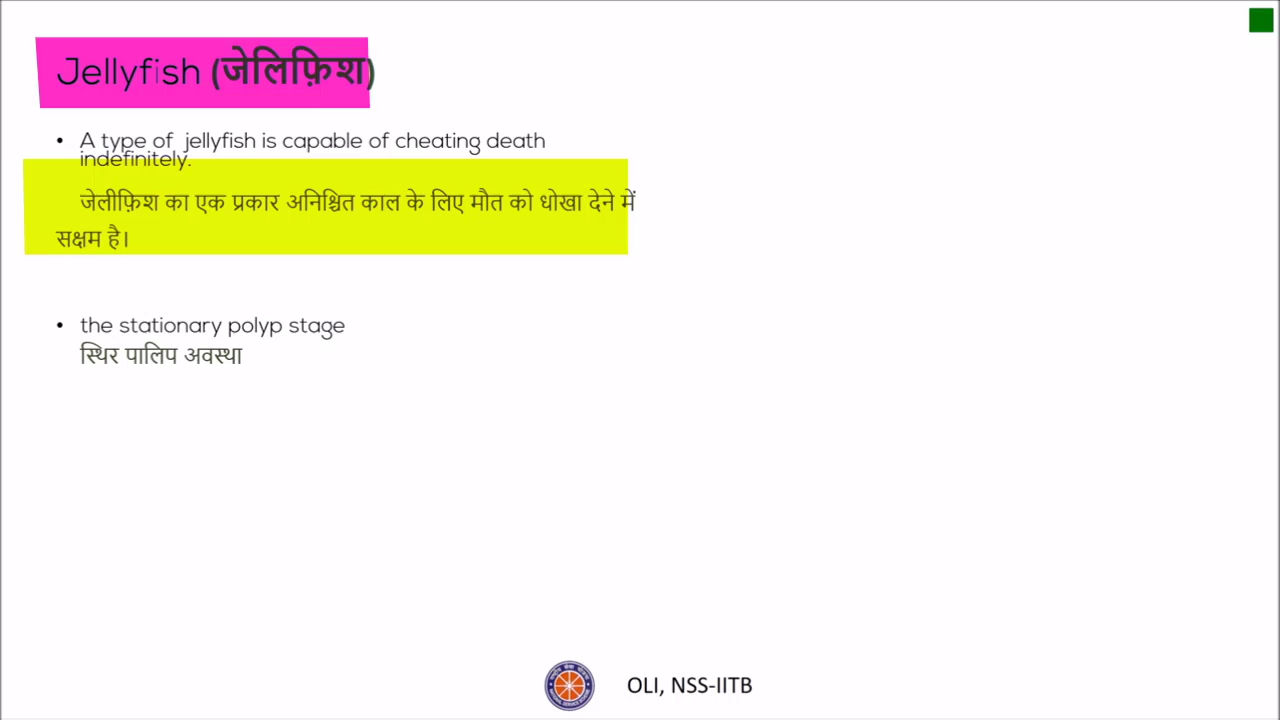 Jellyfish (जेलिफ़िश)
• A type of jellyfish is capable of cheating death
indefinitely.
जेलीफ़िश का एक प्रकार अनिश्चित काल के लिए मौत को धोखा देने में
सक्षम है।
• the stationary polyp stage
स्थिर पालिप अवस्था
OLI, NSS-IITB